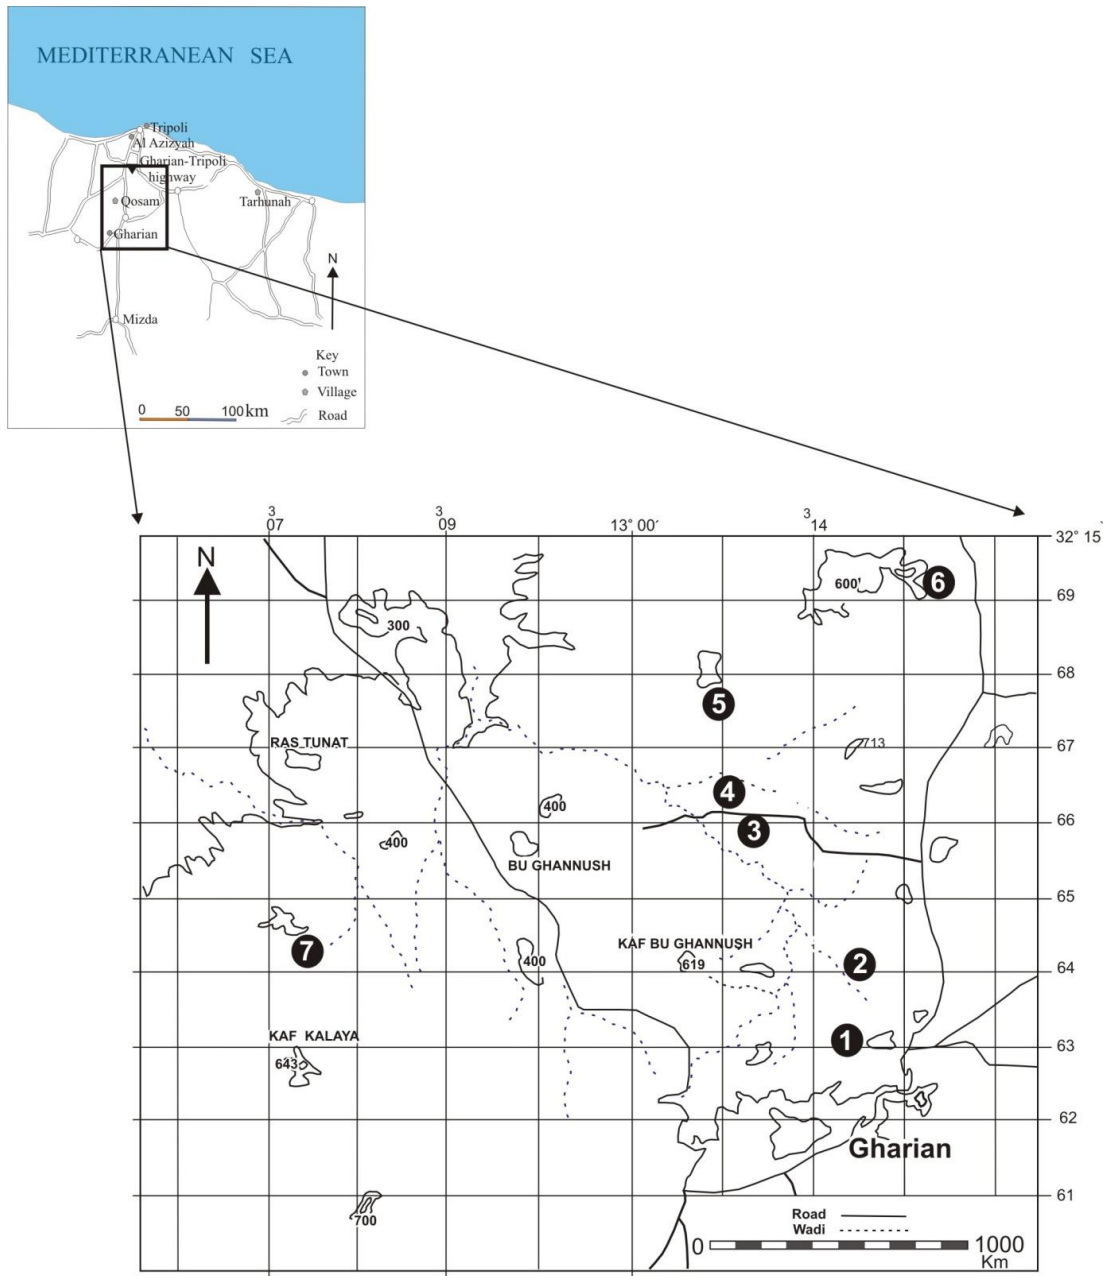 MEDITERRANEAN SEA
Tripoli
Al Azizyah
Gharian-Tripoli
highway
Qosam
Tarhunah
Gharian
N
Mizda
Key
Town
Village
Road
0 50 100 km
3 3 3
07 09 13° 00′ 14 32° 15′
N
6
600'
69
300
68
5
RAS TUNAT
713
67
4
400
66
3
400
BU GHANNUSH
65
KAF BU GHANNUSH
7
400
619
2
64
KAF KALAYA
1
63
643
62
Gharian
61
700
Road
Wadi
0 1000
Km